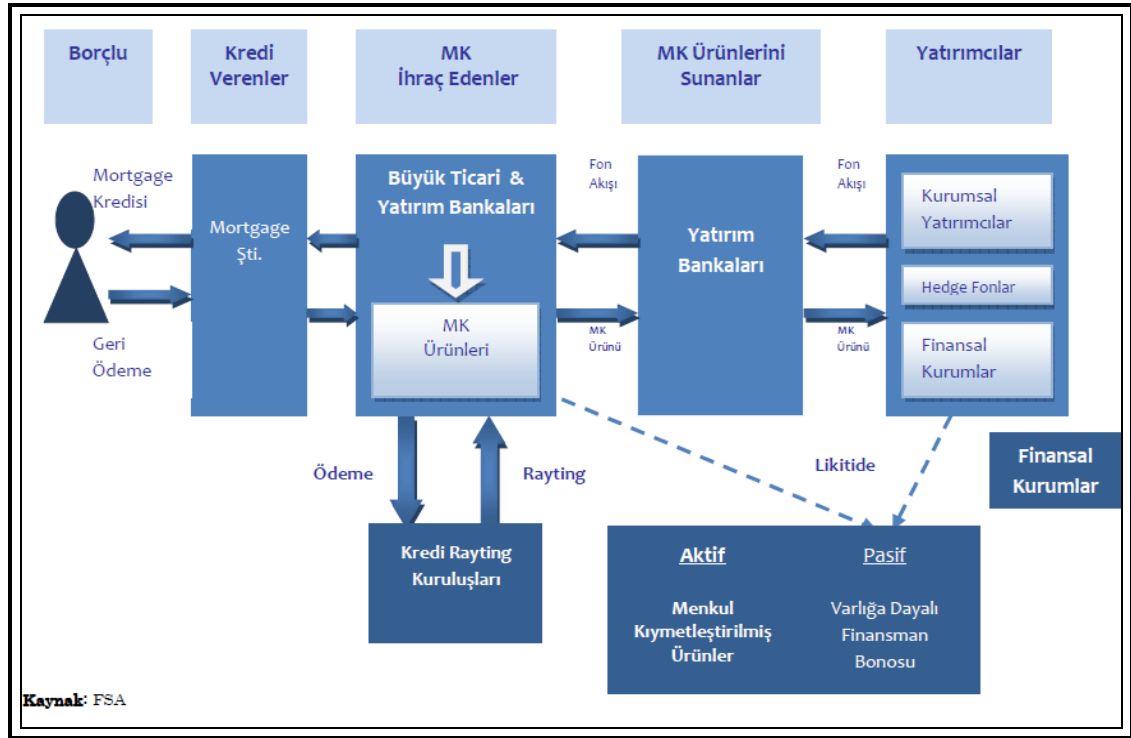 Borçlu
Kredi
Verenler
MK
İhraç Edenler
MK Ürünlerini
Sunanlar
Yatırımcılar
Mortgage
Kredisi
Geri
Ödeme
Mortgage
Şti.
Büyük Ticari &
Yatırım Bankaları
MK
Ürünleri
Fon
Akışı
MK
Ürünü
Yatırım
Bankaları
Fon
Akışı
MK
Ürünü
Kurumsal
Yatırımcılar
Hedge Fonlar
Finansal
Kurumlar
Ödeme
Rayting
Likitide
Finansal
Kurumlar
Kredi Rayting
Kuruluşları
Aktif
Menkul
Kıymetleştirilmiş
Ürünler
Pasif
Varlığa Dayalı
Finansman
Bonosu
Kaynak: FSA